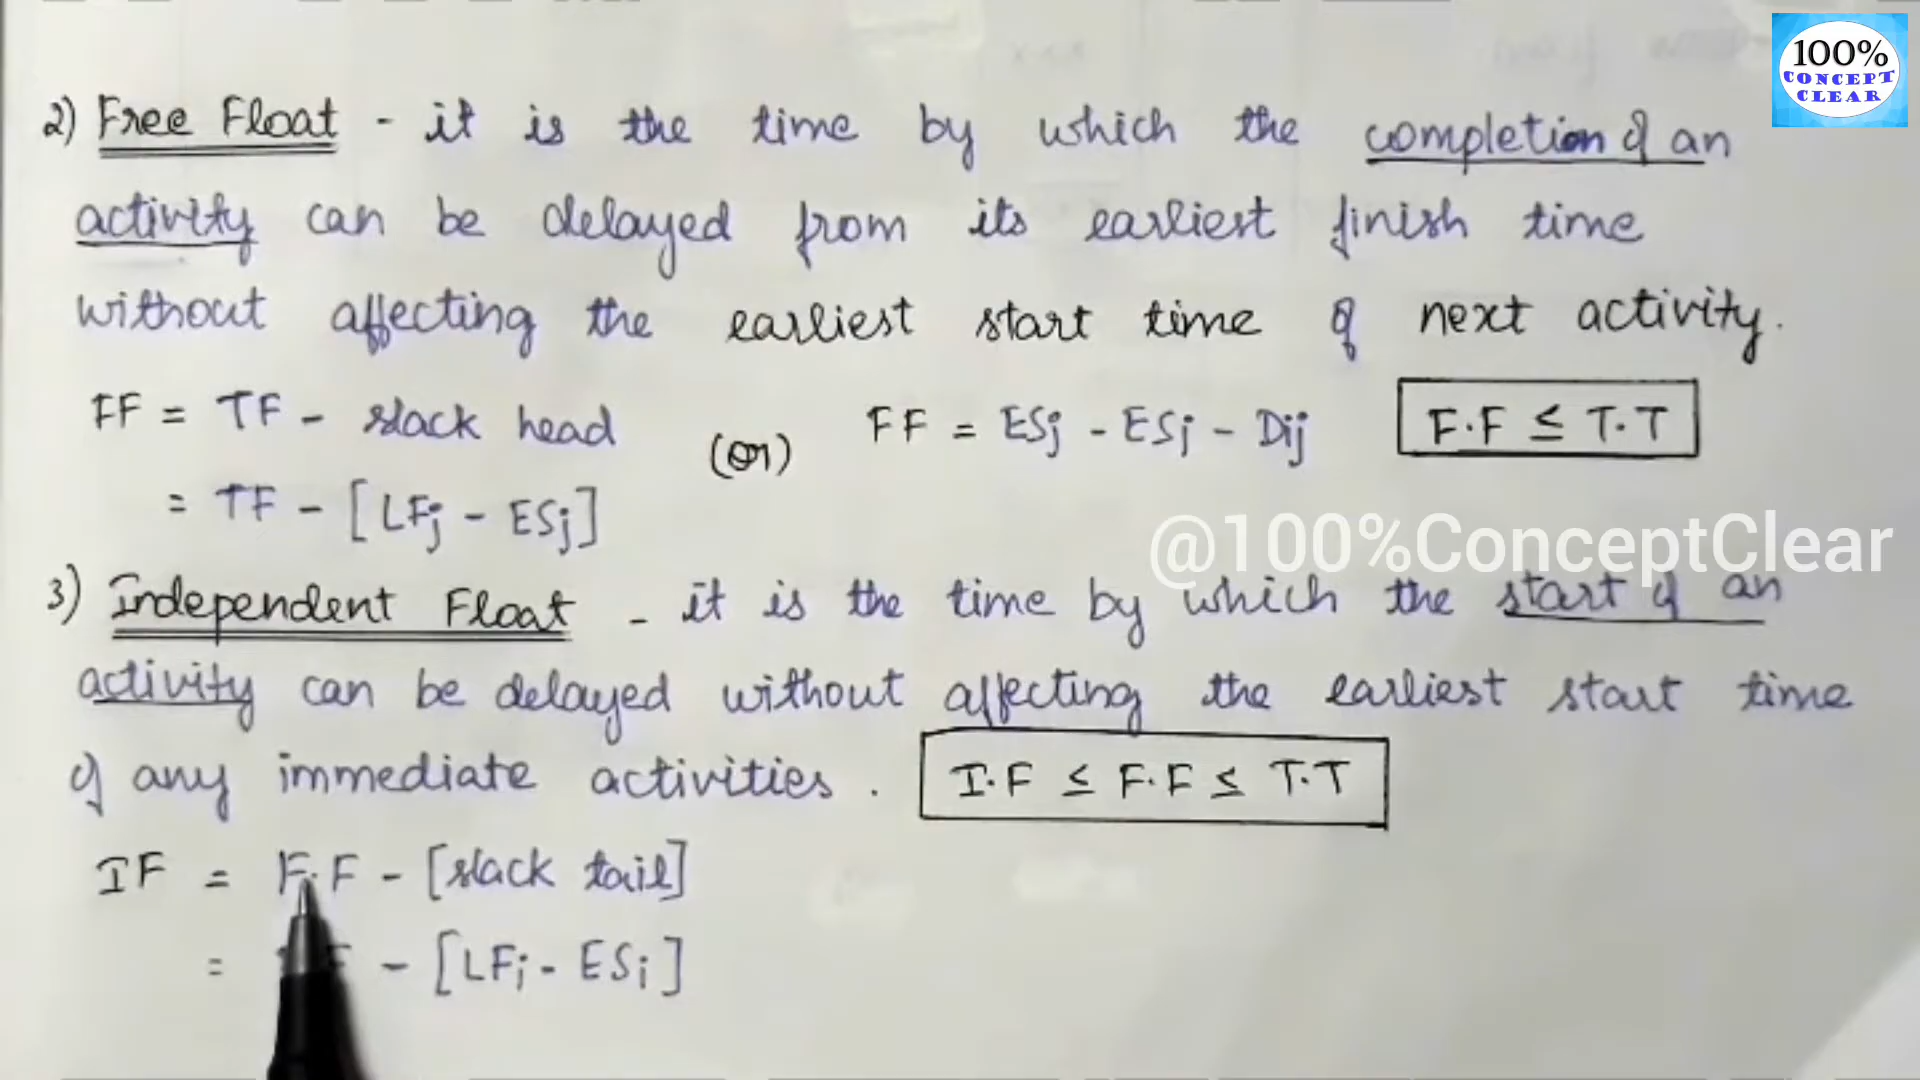 100%
CONCEPT
CLEAR
2) Free Float - it is the time by which the completion of an
activity can be delayed from its earliest finish time
without affecting the earliest start time of next activity.
FF = TF - slack head (or) FF = ESj - ESj - Dij F.F ≤ T.T
= TF - [LFj - ESj]
@100%ConceptClear
3) Independent Float - it is the time by which the start of an
activity can be delayed without affecting the earliest start time
of any immediate activities. I.F ≤ F.F ≤ T.T
IF = F.F - [slack tail]
= F - [LFi - ESi]